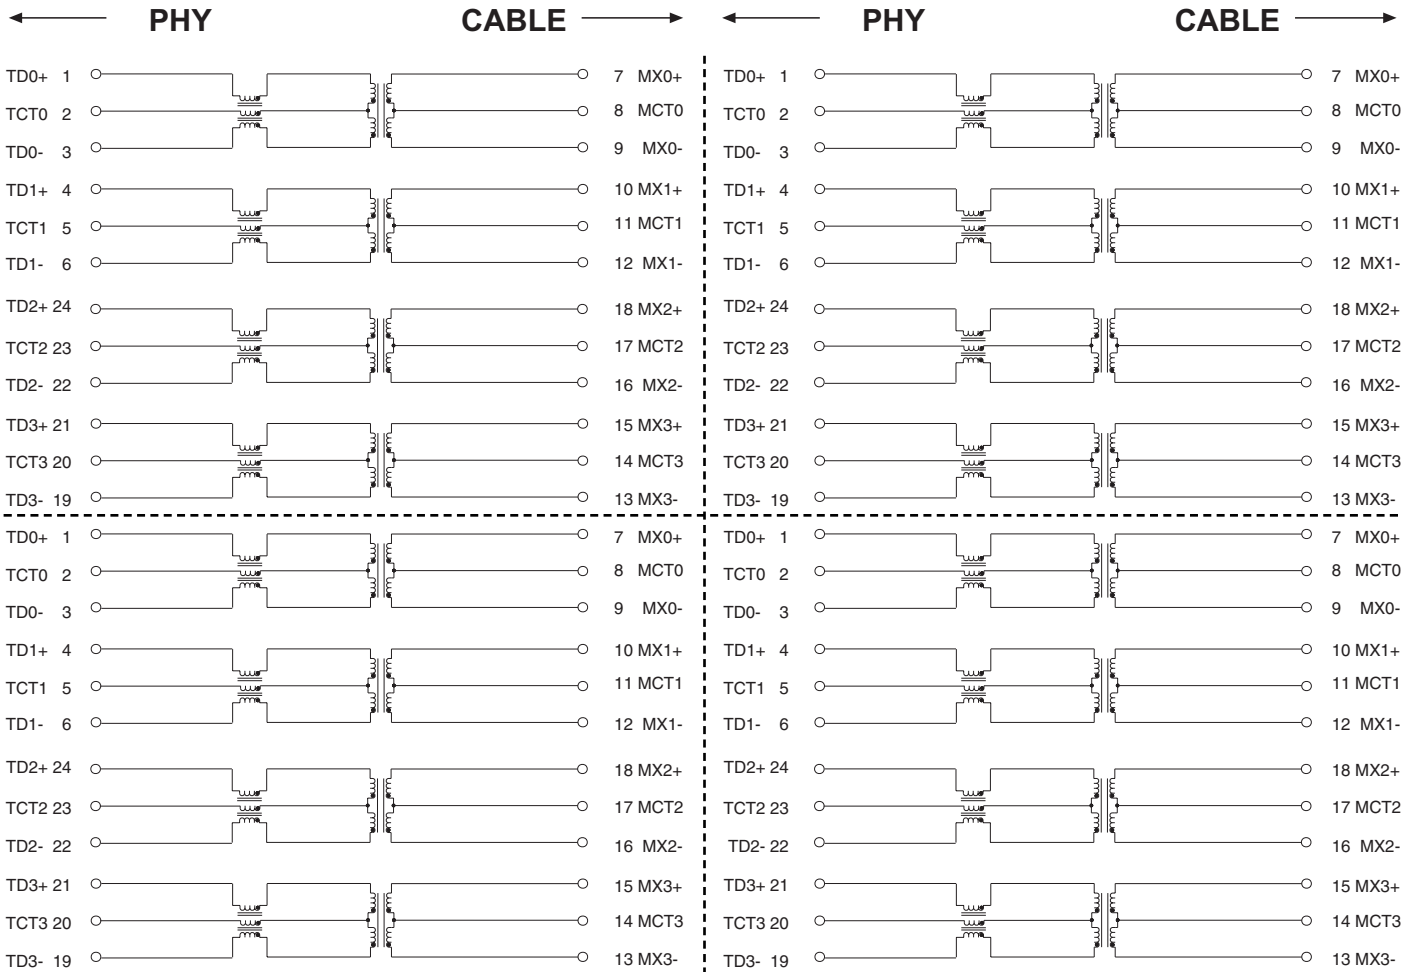 PHY CABLE PHY CABLE
TD0+ 1 7 MX0+ TD0+ 1 7 MX0+
TCT0 2 8 MCT0 TCT0 2 8 MCT0
TD0- 3 9 MX0- TD0- 3 9 MX0-
TD1+ 4 10 MX1+ TD1+ 4 10 MX1+
TCT1 5 11 MCT1 TCT1 5 11 MCT1
TD1- 6 12 MX1- TD1- 6 12 MX1-
TD2+ 24 18 MX2+ TD2+ 24 18 MX2+
TCT2 23 17 MCT2 TCT2 23 17 MCT2
TD2- 22 16 MX2- TD2- 22 16 MX2-
TD3+ 21 15 MX3+ TD3+ 21 15 MX3+
TCT3 20 14 MCT3 TCT3 20 14 MCT3
TD3- 19 13 MX3- TD3- 19 13 MX3-
TD0+ 1 7 MX0+ TD0+ 1 7 MX0+
TCT0 2 8 MCT0 TCT0 2 8 MCT0
TD0- 3 9 MX0- TD0- 3 9 MX0-
TD1+ 4 10 MX1+ TD1+ 4 10 MX1+
TCT1 5 11 MCT1 TCT1 5 11 MCT1
TD1- 6 12 MX1- TD1- 6 12 MX1-
TD2+ 24 18 MX2+ TD2+ 24 18 MX2+
TCT2 23 17 MCT2 TCT2 23 17 MCT2
TD2- 22 16 MX2- TD2- 22 16 MX2-
TD3+ 21 15 MX3+ TD3+ 21 15 MX3+
TCT3 20 14 MCT3 TCT3 20 14 MCT3
TD3- 19 13 MX3- TD3- 19 13 MX3-